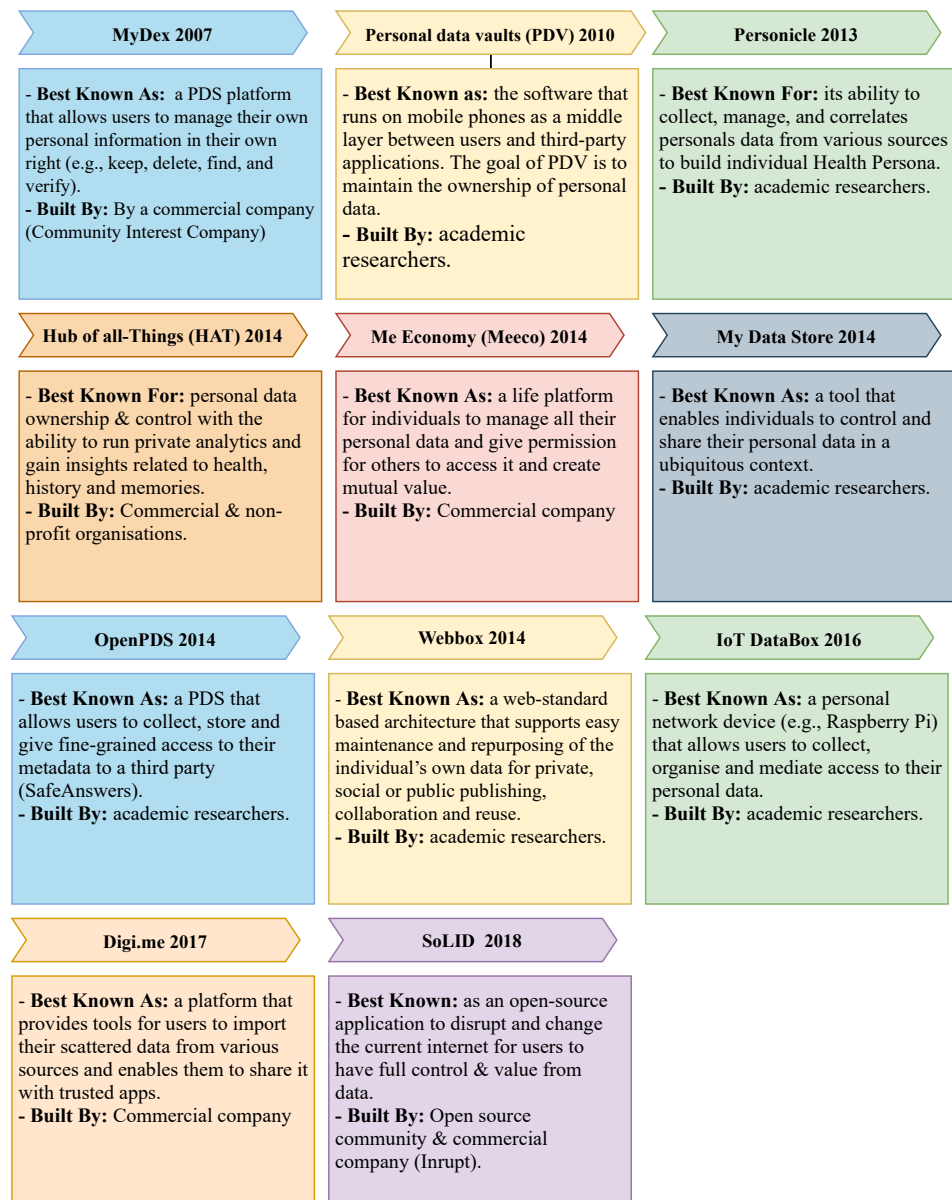 MyDex 2007
- Best Known As: a PDS platform
that allows users to manage their own
personal information in their own
right (e.g., keep, delete, find, and
verify).
- Built By: By a commercial company
(Community Interest Company)
Personal data vaults (PDV) 2010
- Best Known as: the software that
runs on mobile phones as a middle
layer between users and third-party
applications. The goal of PDV is to
maintain the ownership of personal
data.
- Built By: academic
researchers.
Personicle 2013
- Best Known For: its ability to
collect, manage, and correlates
personals data from various sources
to build individual Health Persona.
- Built By: academic researchers.
Hub of all-Things (HAT) 2014
- Best Known For: personal data
ownership & control with the
ability to run private analytics and
gain insights related to health,
history and memories.
- Built By: Commercial & non-
profit organisations.
Me Economy (Meeco) 2014
- Best Known As: a life platform
for individuals to manage all their
personal data and give permission
for others to access it and create
mutual value.
- Built By: Commercial company
My Data Store 2014
- Best Known As: a tool that
enables individuals to control and
share their personal data in a
ubiquitous context.
- Built By: academic researchers.
OpenPDS 2014
- Best Known As: a PDS that
allows users to collect, store and
give fine-grained access to their
metadata to a third party
(SafeAnswers).
- Built By: academic researchers.
Webbox 2014
- Best Known As: a web-standard
based architecture that supports easy
maintenance and repurposing of the
individual’s own data for private,
social or public publishing,
collaboration and reuse.
- Built By: academic researchers.
IoT DataBox 2016
- Best Known As: a personal
network device (e.g., Raspberry Pi)
that allows users to collect,
organise and mediate access to their
personal data.
- Built By: academic researchers.
Digi.me 2017
- Best Known As: a platform that
provides tools for users to import
their scattered data from various
sources and enables them to share it
with trusted apps.
- Built By: Commercial company
SoLID 2018
- Best Known: as an open-source
application to disrupt and change
the current internet for users to
have full control & value from
data.
- Built By: Open source
community & commercial
company (Inrupt).